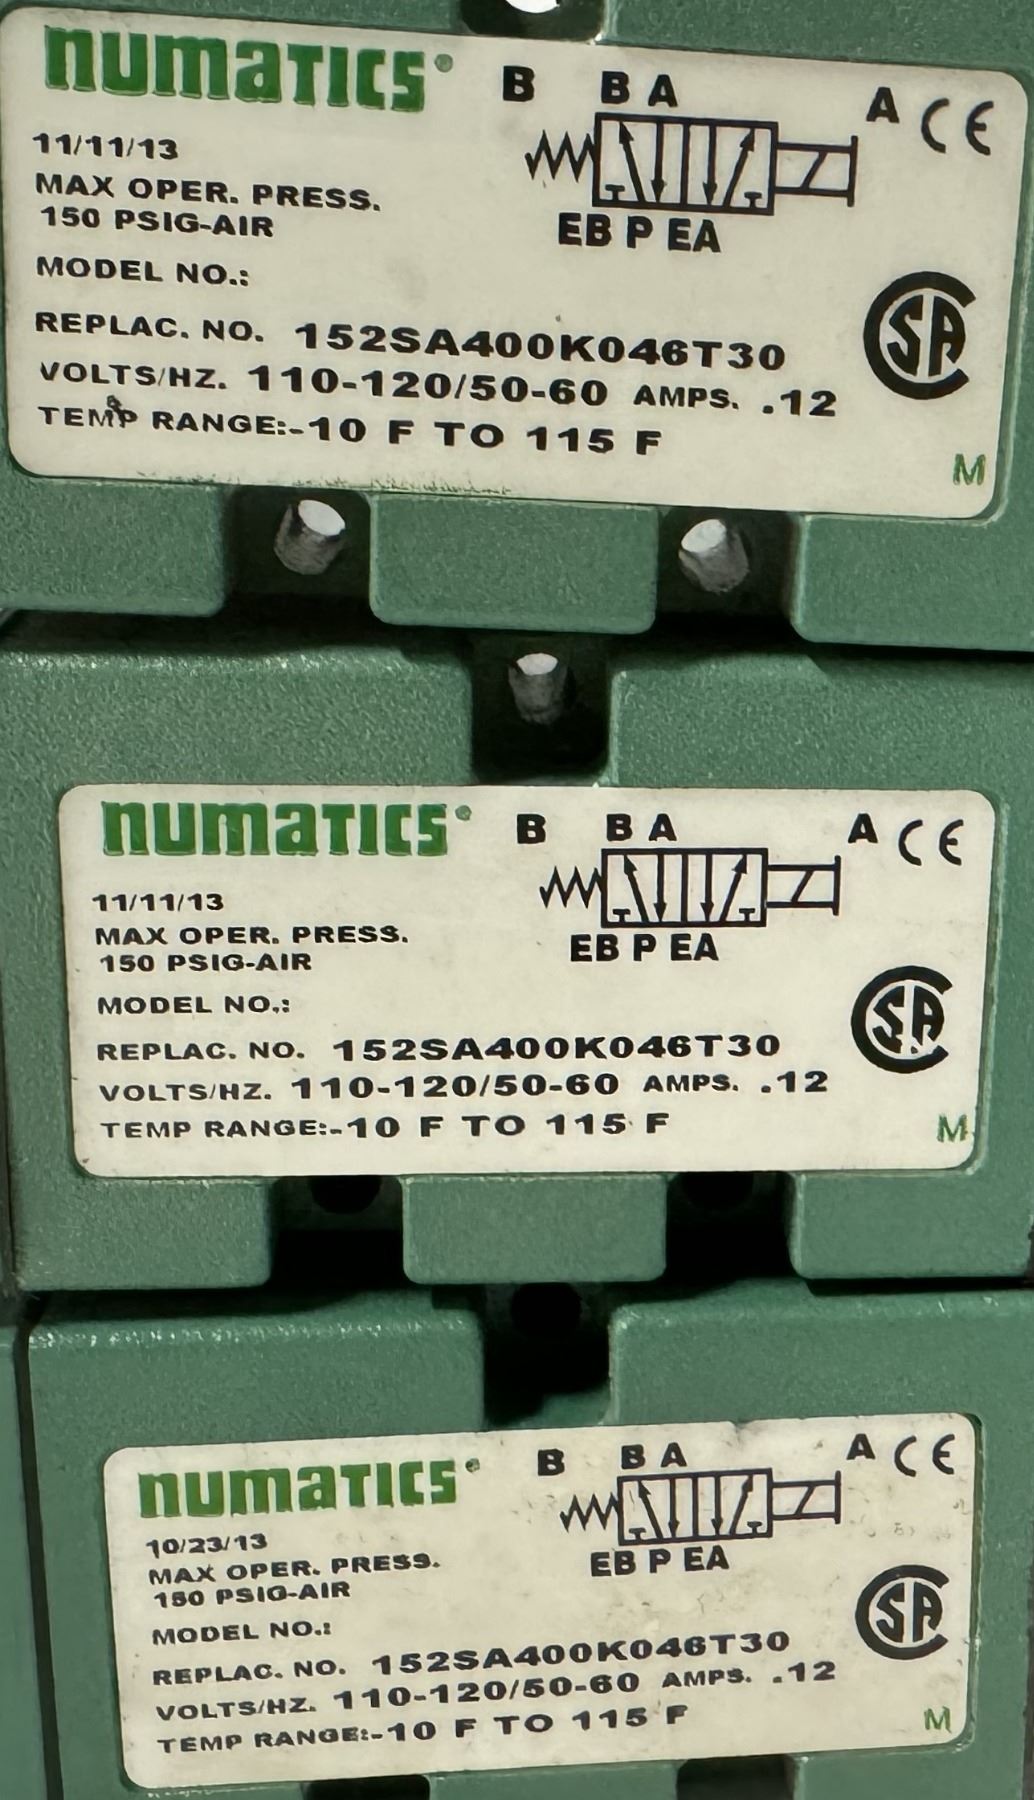 numatics®
B B A A CE
11/11/13
MAX OPER. PRESS.
150 PSIG-AIR
EB P EA
MODEL NO.:
REPLAC. NO. 152SA400K046T30
VOLTS/HZ. 110-120/50-60 AMPS. .12
TEMP RANGE:-10 F TO 115 F
CSA
M
numatics®
B B A A CE
11/11/13
MAX OPER. PRESS.
150 PSIG-AIR
EB P EA
MODEL NO.:
REPLAC. NO. 152SA400K046T30
VOLTS/HZ. 110-120/50-60 AMPS. .12
TEMP RANGE:-10 F TO 115 F
CSA
M
numatics®
B B A A CE
10/23/13
MAX OPER. PRESS.
150 PSIG-AIR
EB P EA
MODEL NO.:
REPLAC. NO. 152SA400K046T30
VOLTS/HZ. 110-120/50-60 AMPS. .12
TEMP RANGE:-10 F TO 115 F
CSA
M